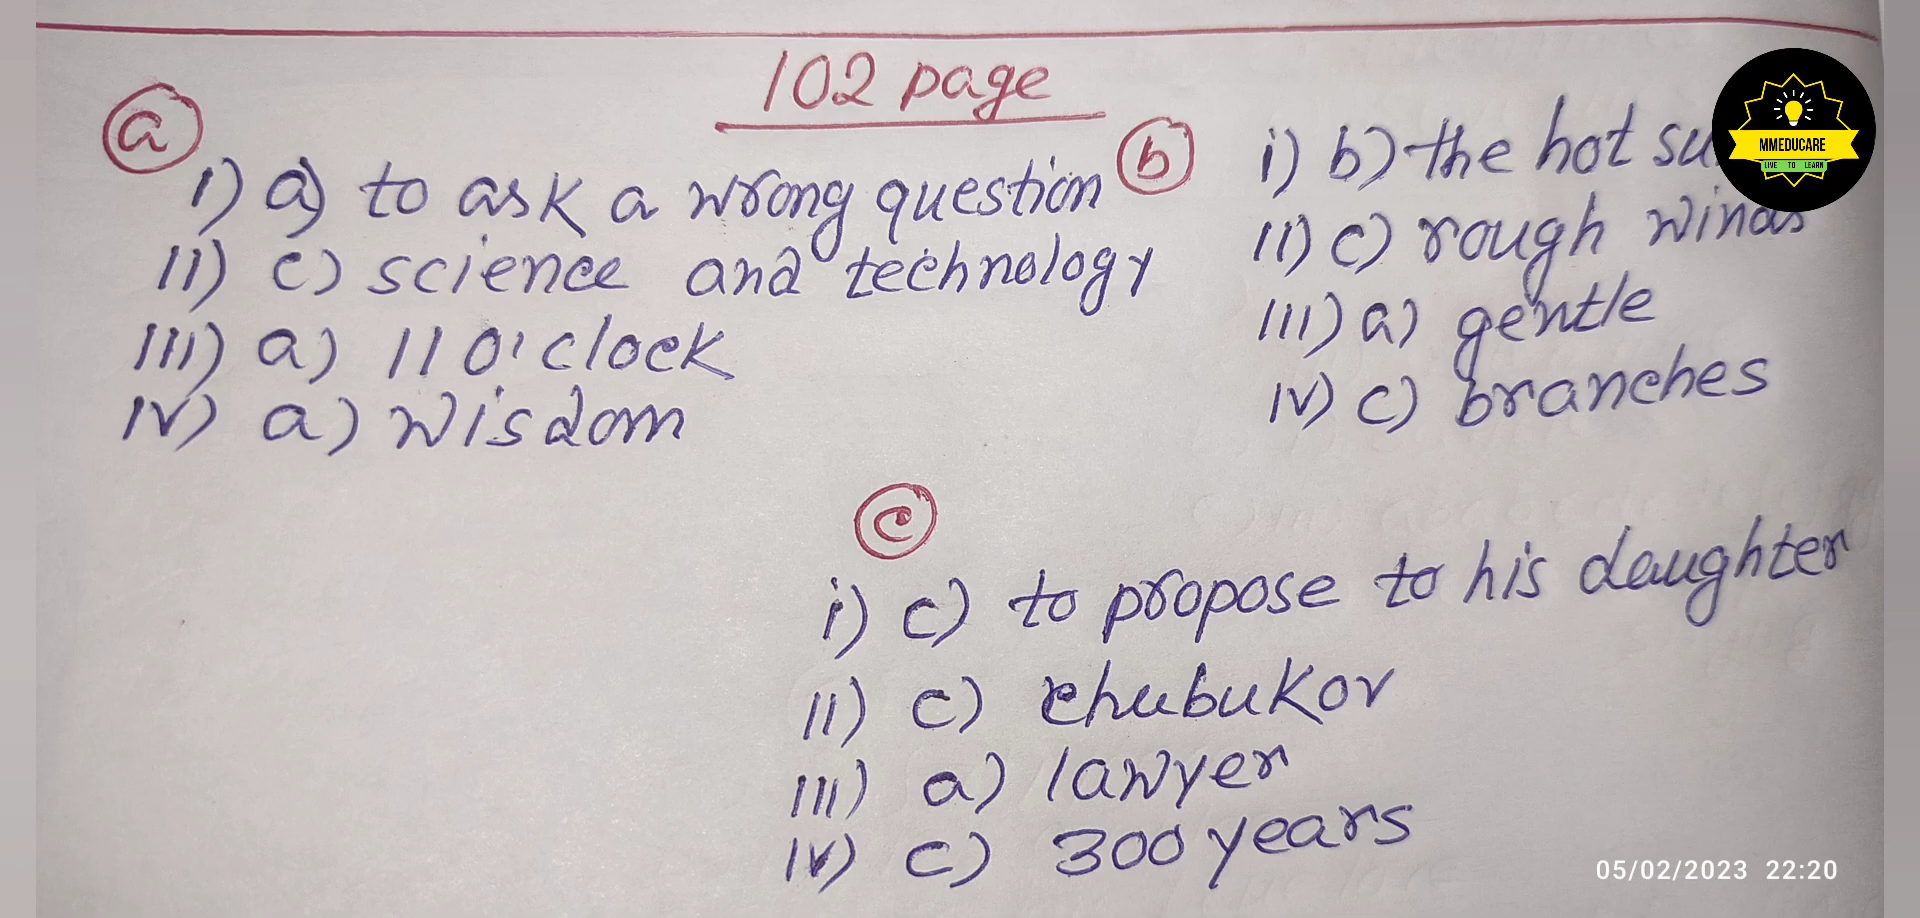 102 page
a
i) a) to ask a wrong question
ii) c) science and technology
iii) a) 11 O'clock
iv) a) wisdom
b
i) b) the hot
ii) c) rough winds
iii) a) gentle
iv) c) branches
c
i) c) to propose to his daughter
ii) c) chubukov
iii) a) lawyer
iv) c) 300 years
MMEDUCARE
LIVE TO LEARN
05/02/2023 22:20